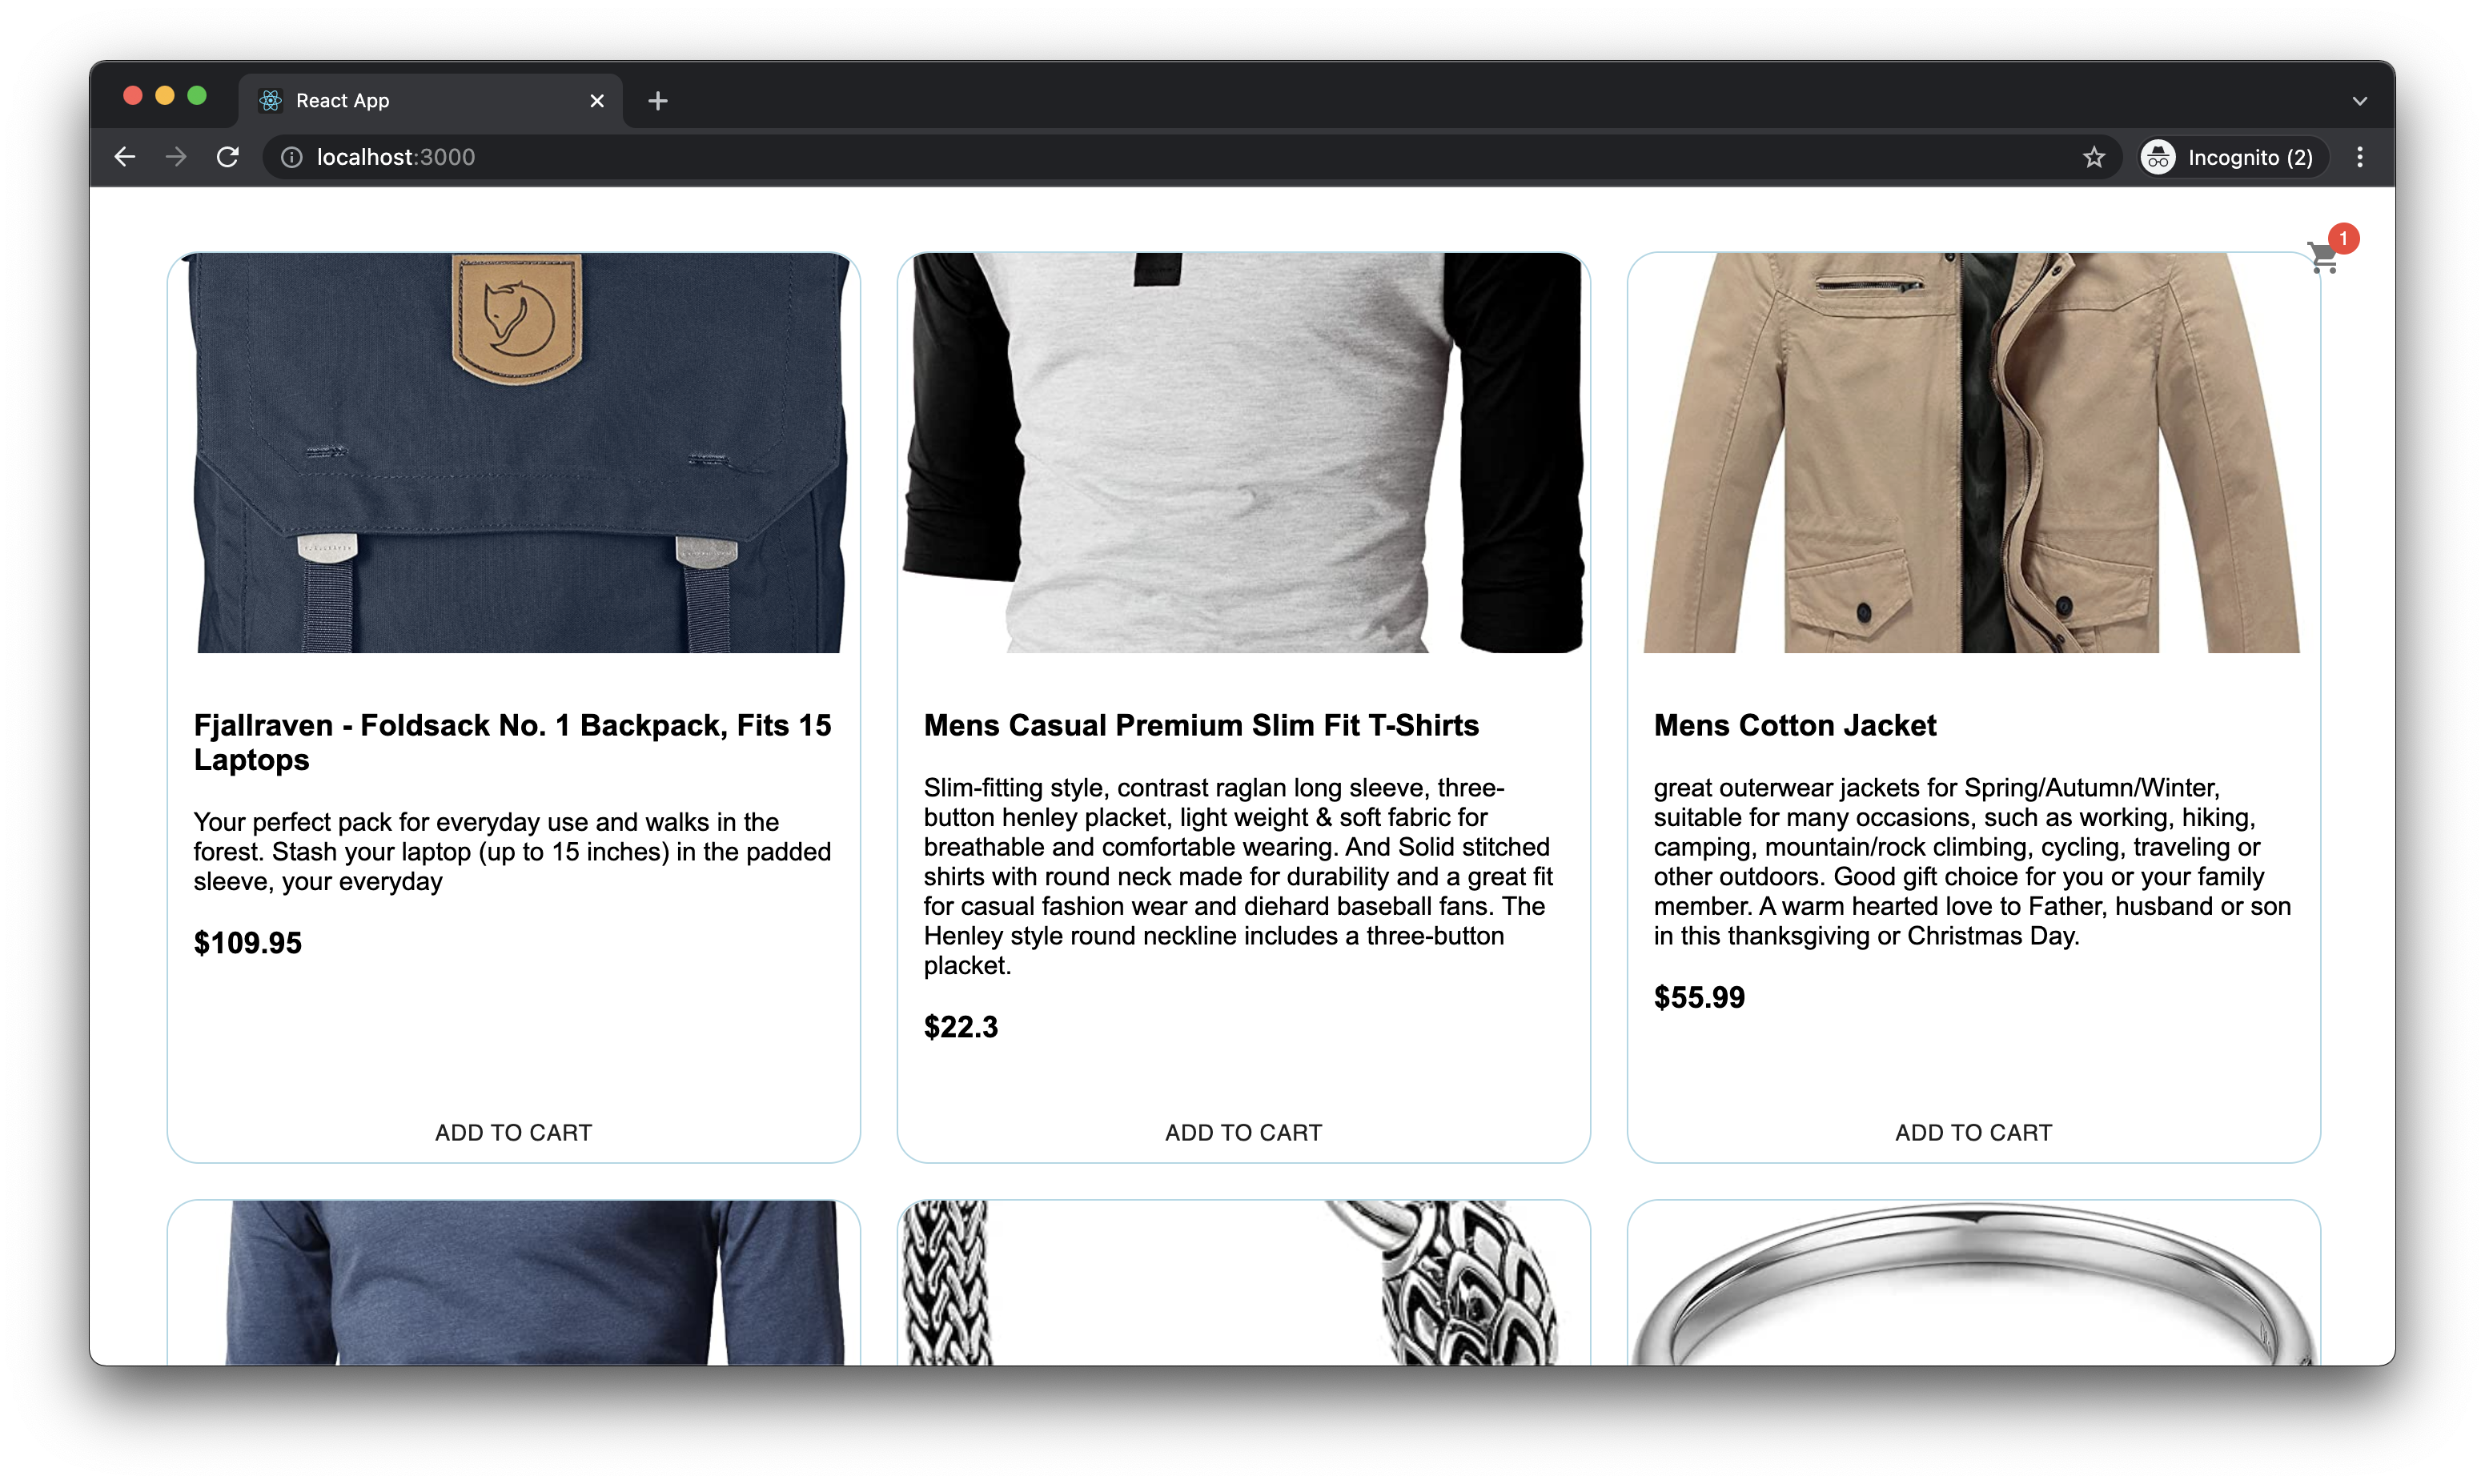 React App
localhost:3000
Incognito (2)
1
Fjallraven - Foldsack No. 1 Backpack, Fits 15
Laptops
Your perfect pack for everyday use and walks in the
forest. Stash your laptop (up to 15 inches) in the padded
sleeve, your everyday
$109.95
ADD TO CART
Mens Casual Premium Slim Fit T-Shirts
Slim-fitting style, contrast raglan long sleeve, three-
button henley placket, light weight & soft fabric for
breathable and comfortable wearing. And Solid stitched
shirts with round neck made for durability and a great fit
for casual fashion wear and diehard baseball fans. The
Henley style round neckline includes a three-button
placket.
$22.3
ADD TO CART
Mens Cotton Jacket
great outerwear jackets for Spring/Autumn/Winter,
suitable for many occasions, such as working, hiking,
camping, mountain/rock climbing, cycling, traveling or
other outdoors. Good gift choice for you or your family
member. A warm hearted love to Father, husband or son
in this thanksgiving or Christmas Day.
$55.99
ADD TO CART